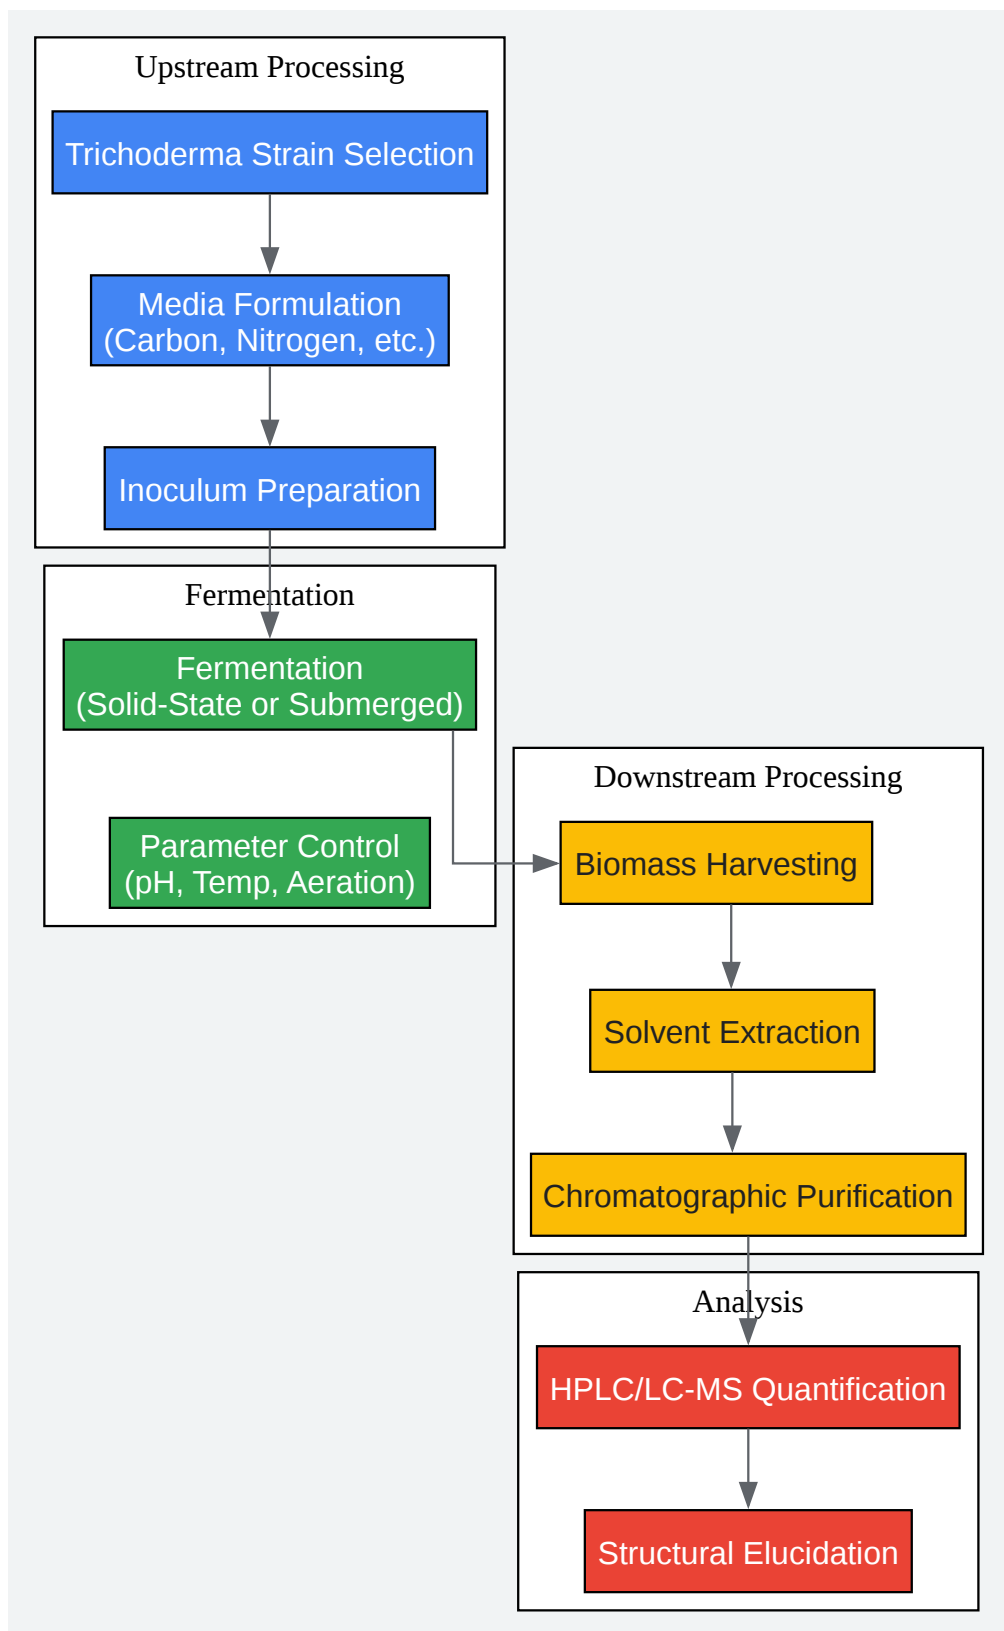 Upstream Processing
Trichoderma Strain Selection
Media Formulation
(Carbon, Nitrogen, etc.)
Inoculum Preparation
Fermentation
Fermentation
(Solid-State or Submerged)
Parameter Control
(pH, Temp, Aeration)
Downstream Processing
Biomass Harvesting
Solvent Extraction
Chromatographic Purification
Analysis
HPLC/LC-MS Quantification
Structural Elucidation